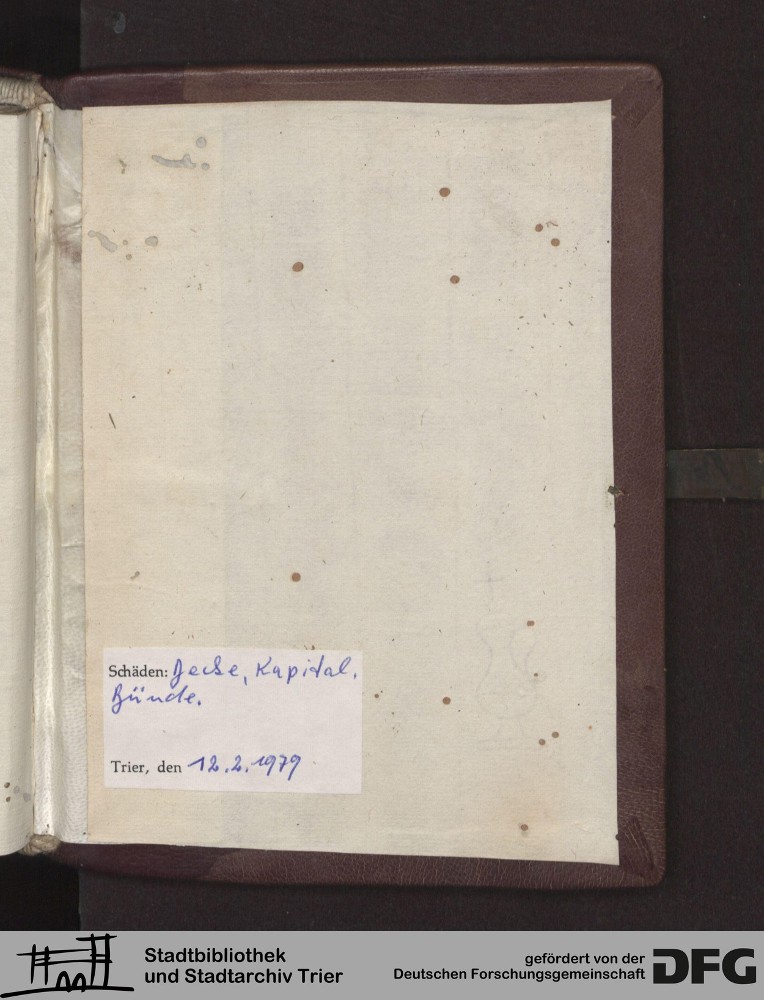 Schäden: Decke, Kapital.
Bünde.
Trier, den 12.2.1979
Stadtbibliothek
und Stadtarchiv Trier
gefördert von der
Deutschen Forschungsgemeinschaft
DFG